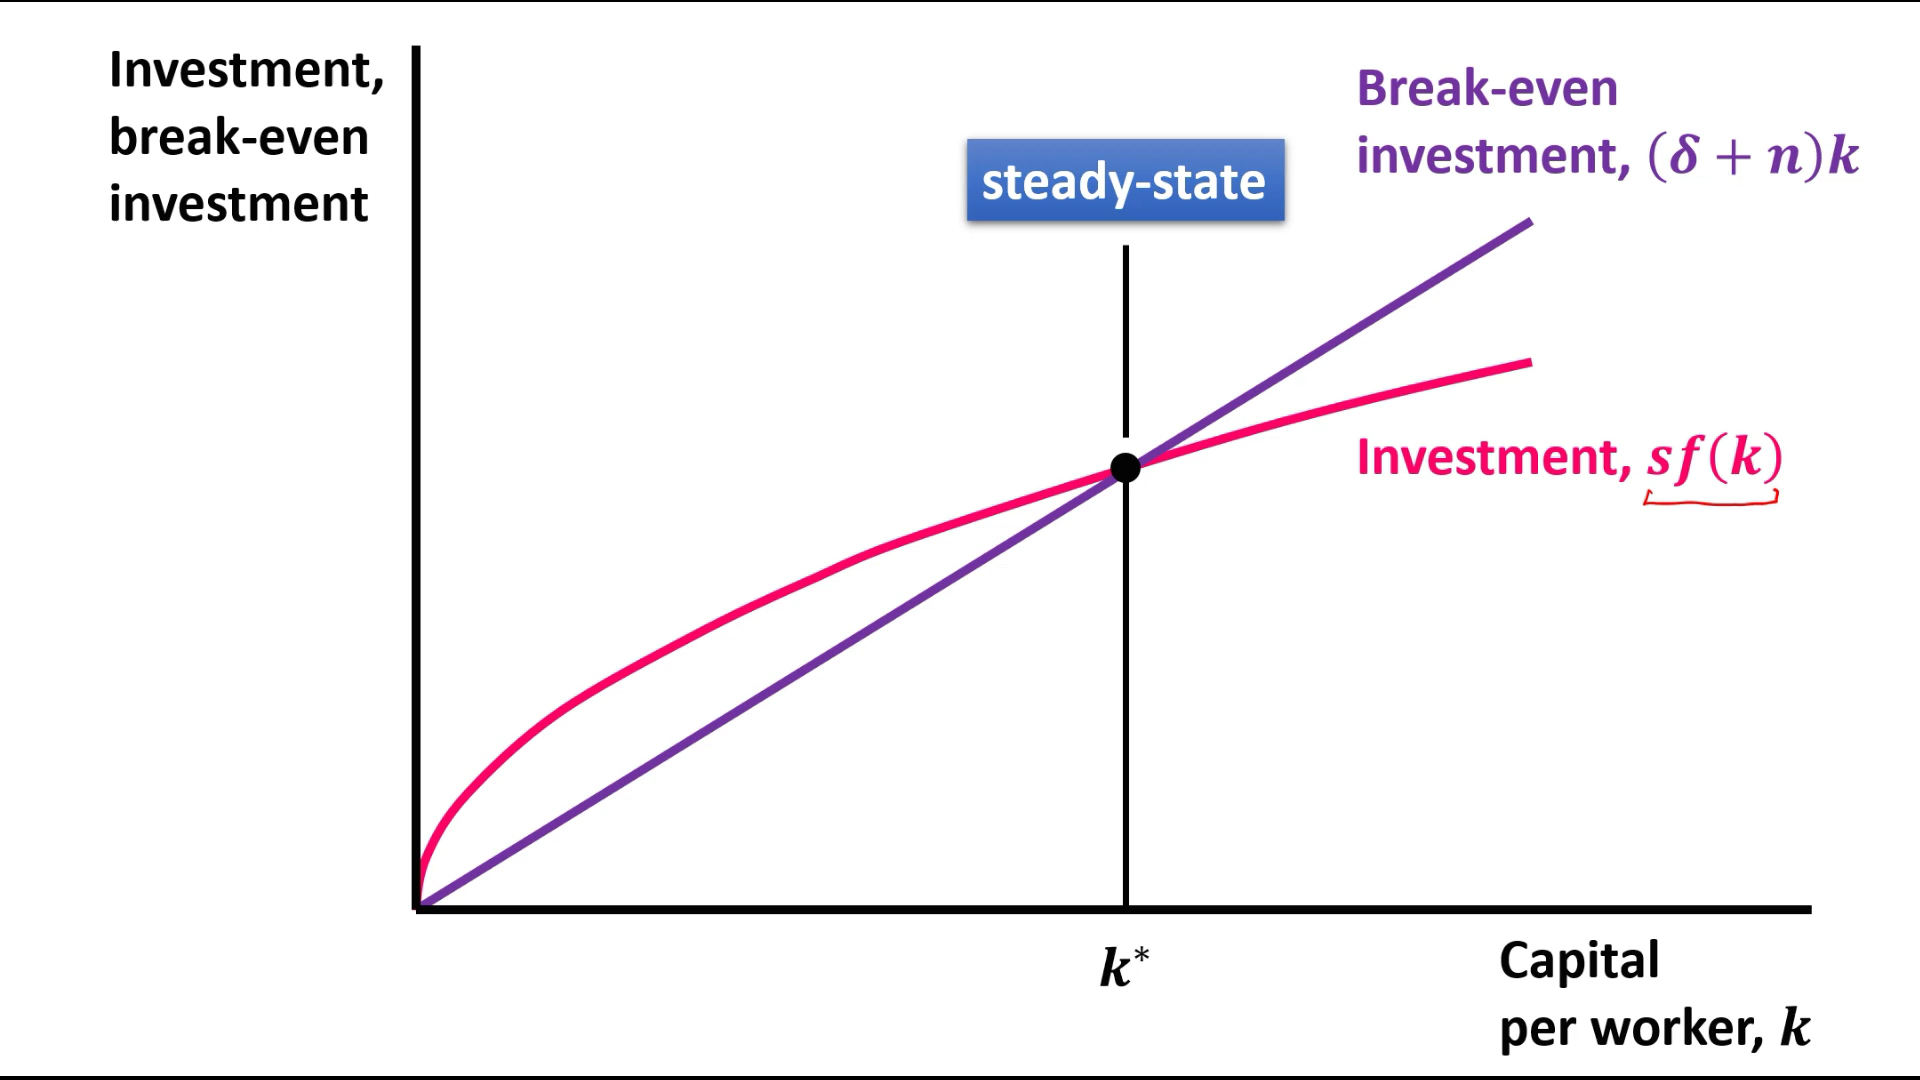 Investment,
break-even
investment
steady-state
Break-even
investment, (δ + n)k
Investment, sf(k)
k*
Capital
per worker, k